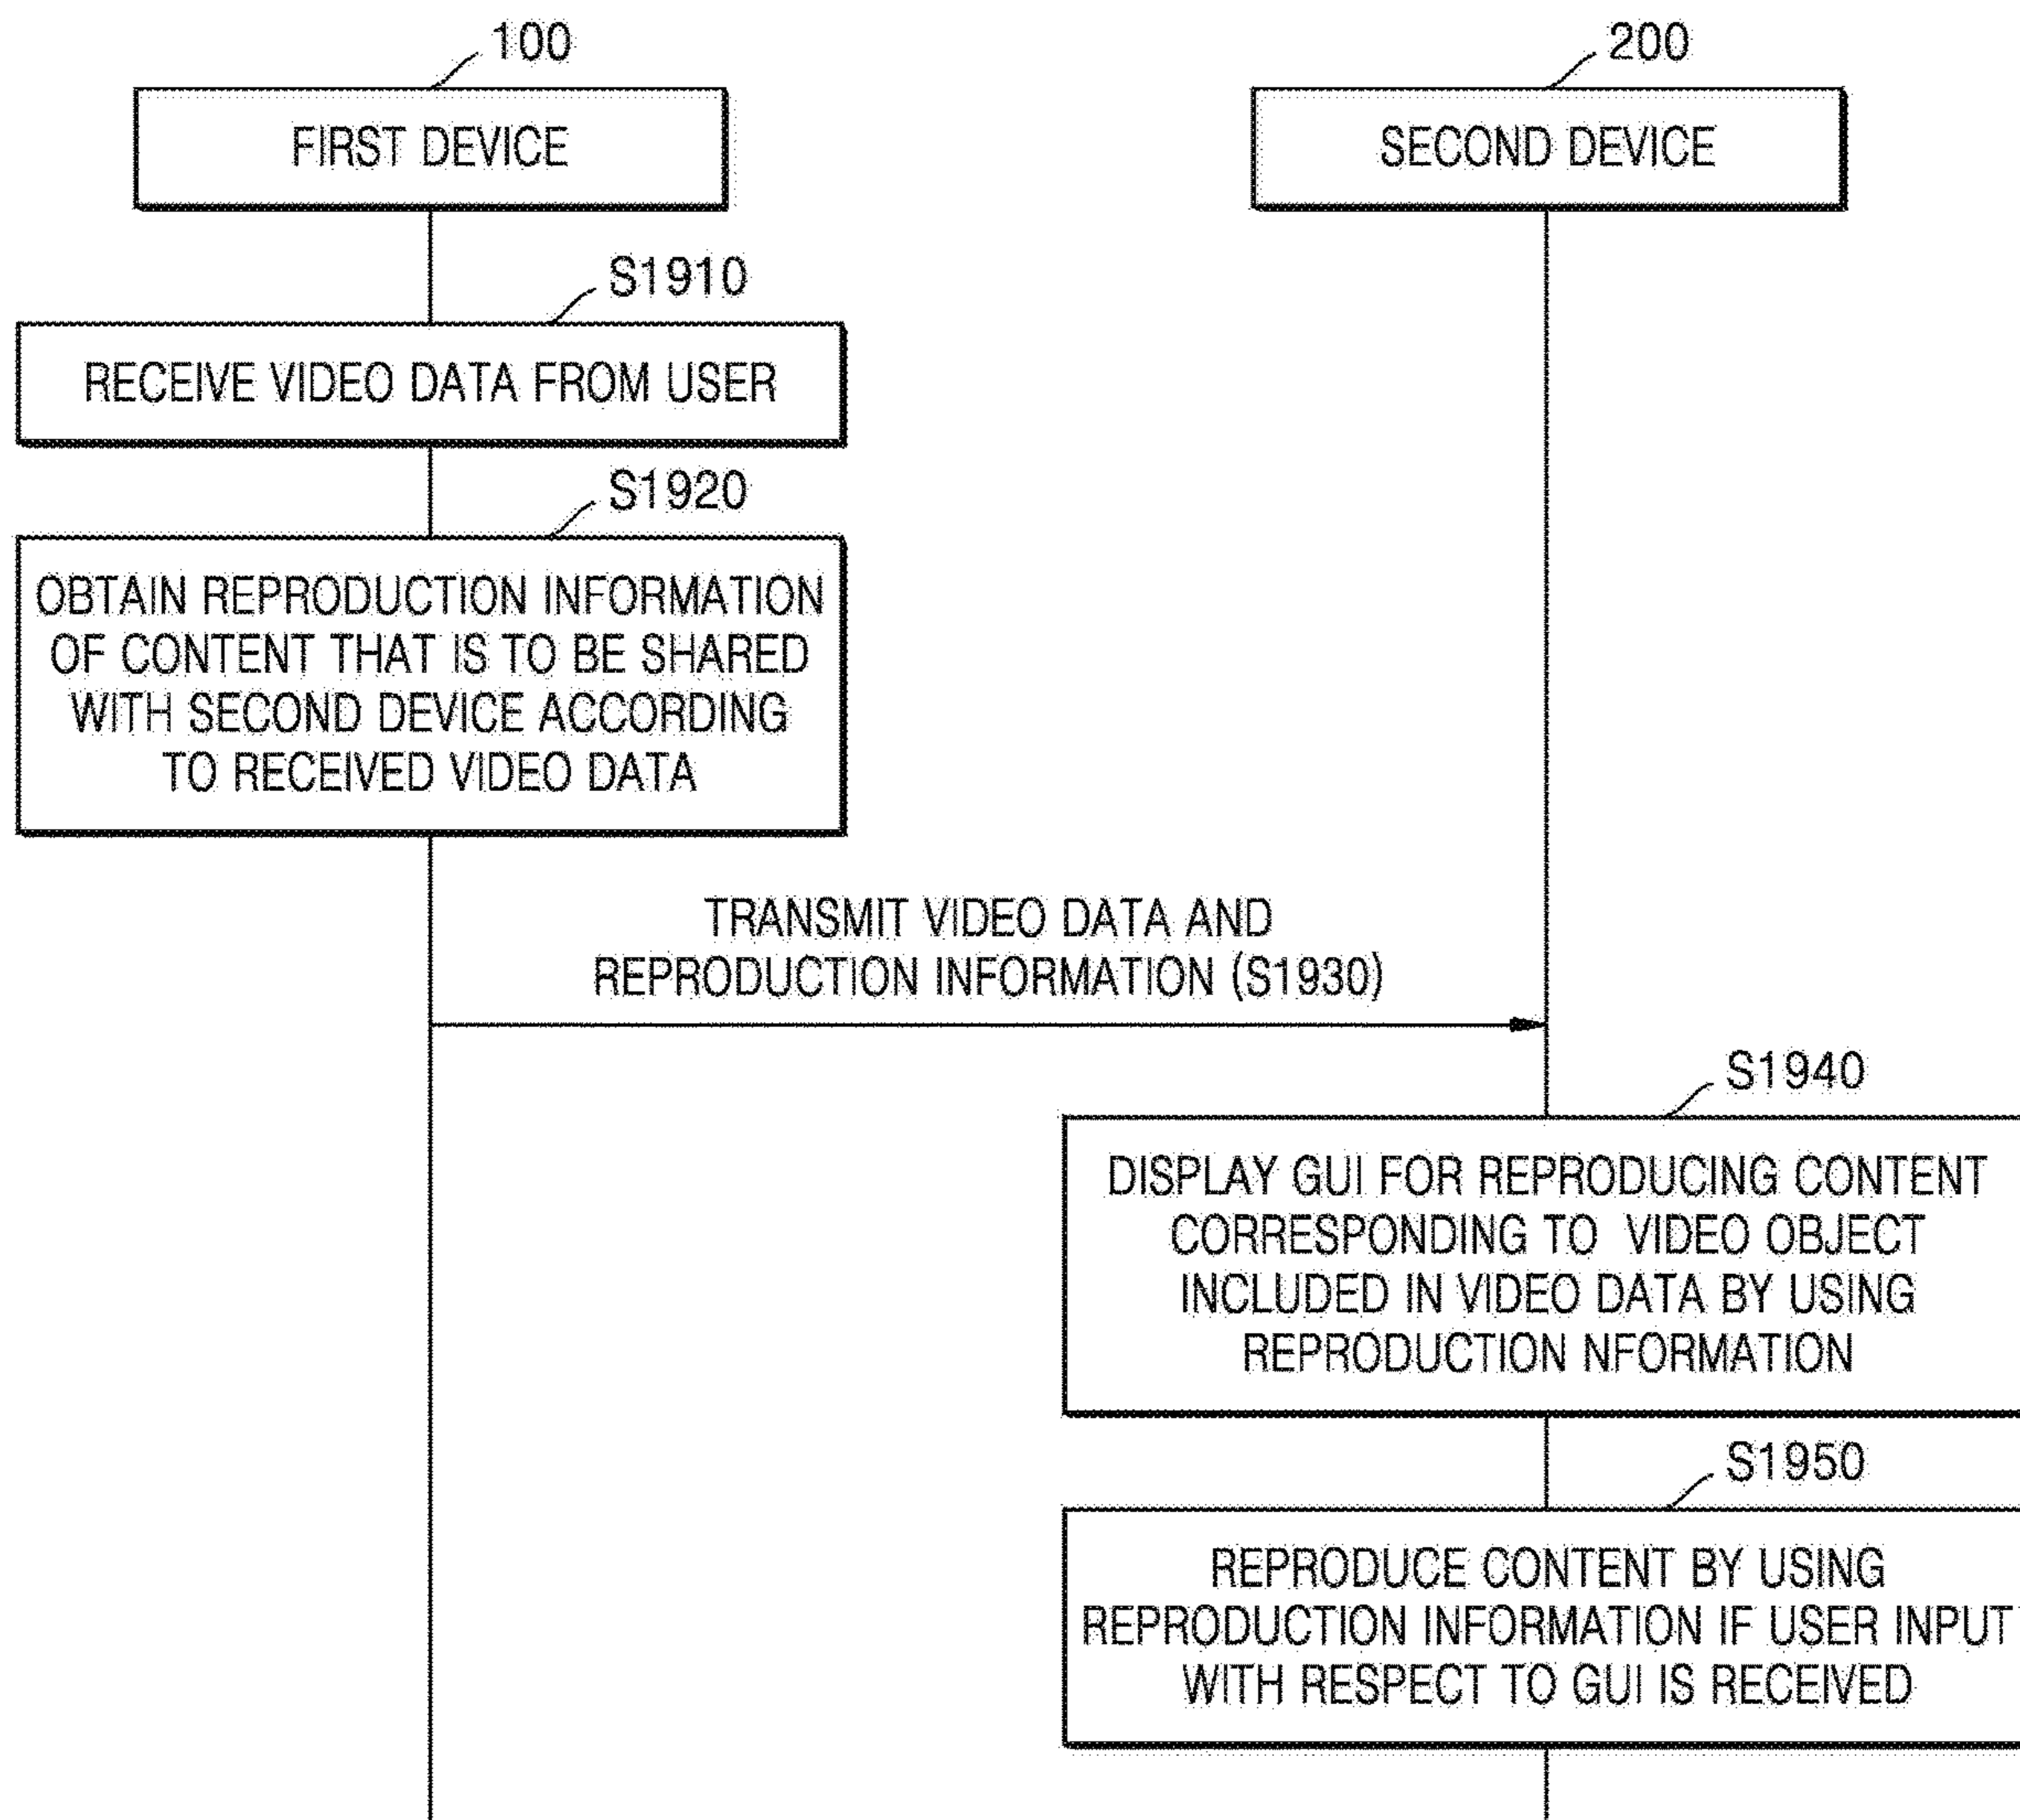 100
200
FIRST DEVICE
SECOND DEVICE
S1910
RECEIVE VIDEO DATA FROM USER
S1920
OBTAIN REPRODUCTION INFORMATION
OF CONTENT THAT IS TO BE SHARED
WITH SECOND DEVICE ACCORDING
TO RECEIVED VIDEO DATA
TRANSMIT VIDEO DATA AND
REPRODUCTION INFORMATION (S1930)
S1940
DISPLAY GUI FOR REPRODUCING CONTENT
CORRESPONDING TO VIDEO OBJECT
INCLUDED IN VIDEO DATA BY USING
REPRODUCTION NFORMATION
S1950
REPRODUCE CONTENT BY USING
REPRODUCTION INFORMATION IF USER INPUT
WITH RESPECT TO GUI IS RECEIVED